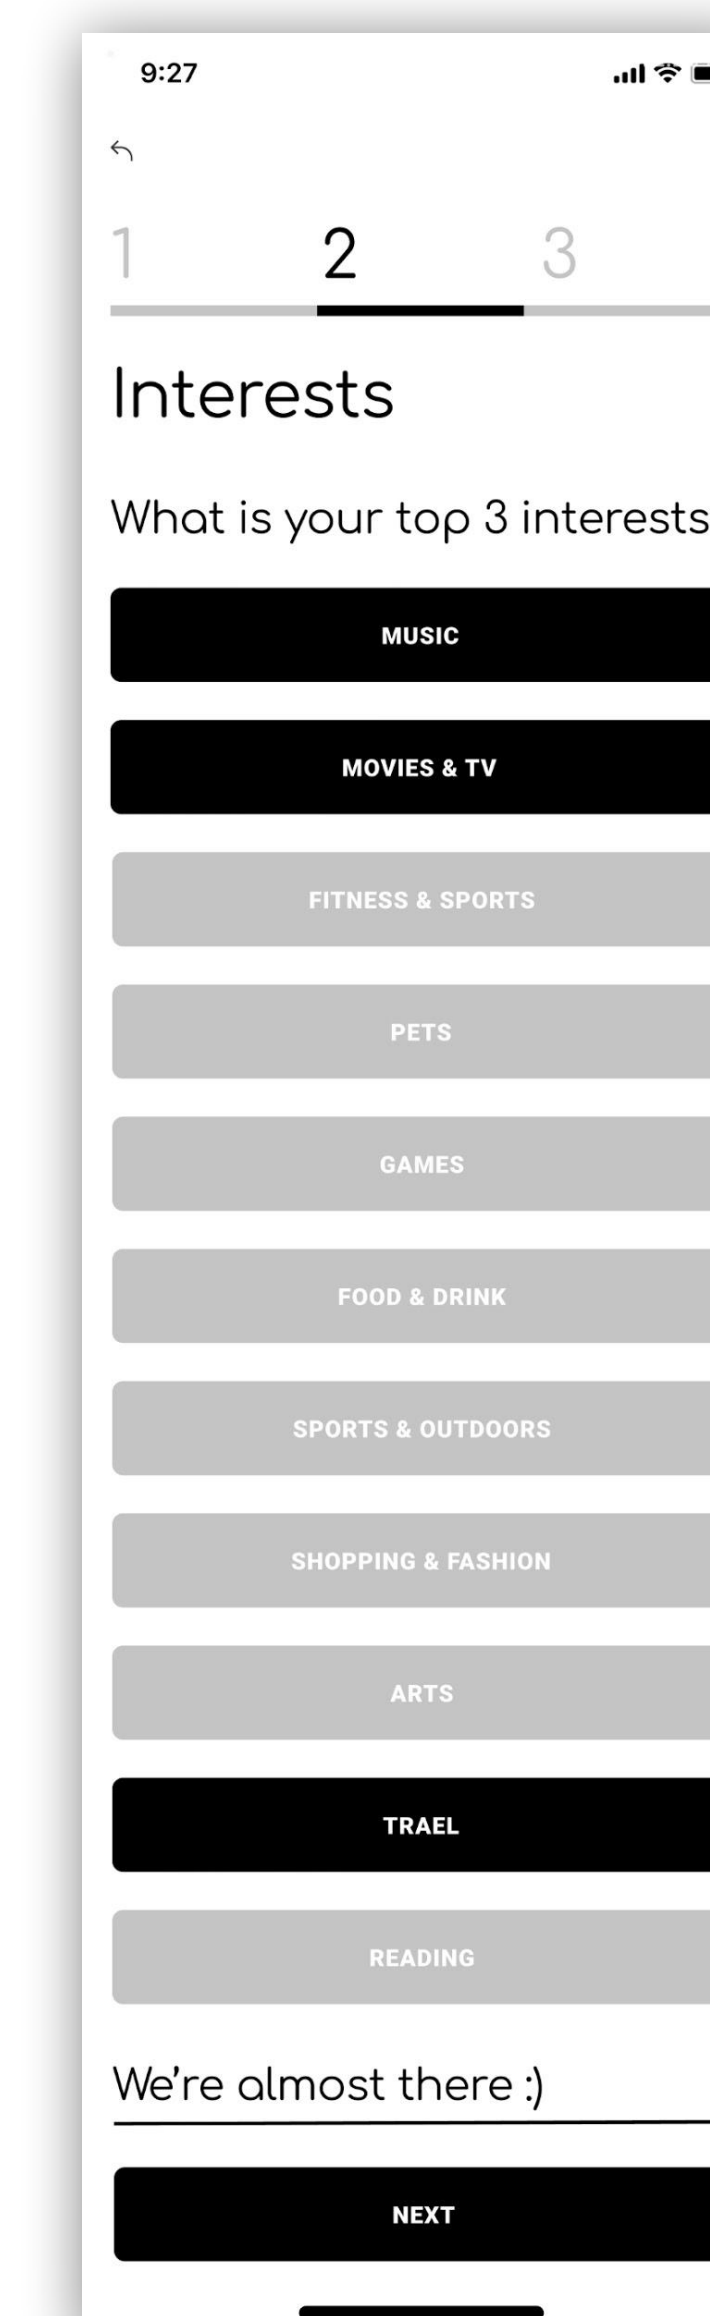 9:27
1 2 3
Interests
What is your top 3 interests
MUSIC
MOVIES & TV
FITNESS & SPORTS
PETS
GAMES
FOOD & DRINK
SPORTS & OUTDOORS
SHOPPING & FASHION
ARTS
TRAEL
READING
We're almost there :)
NEXT